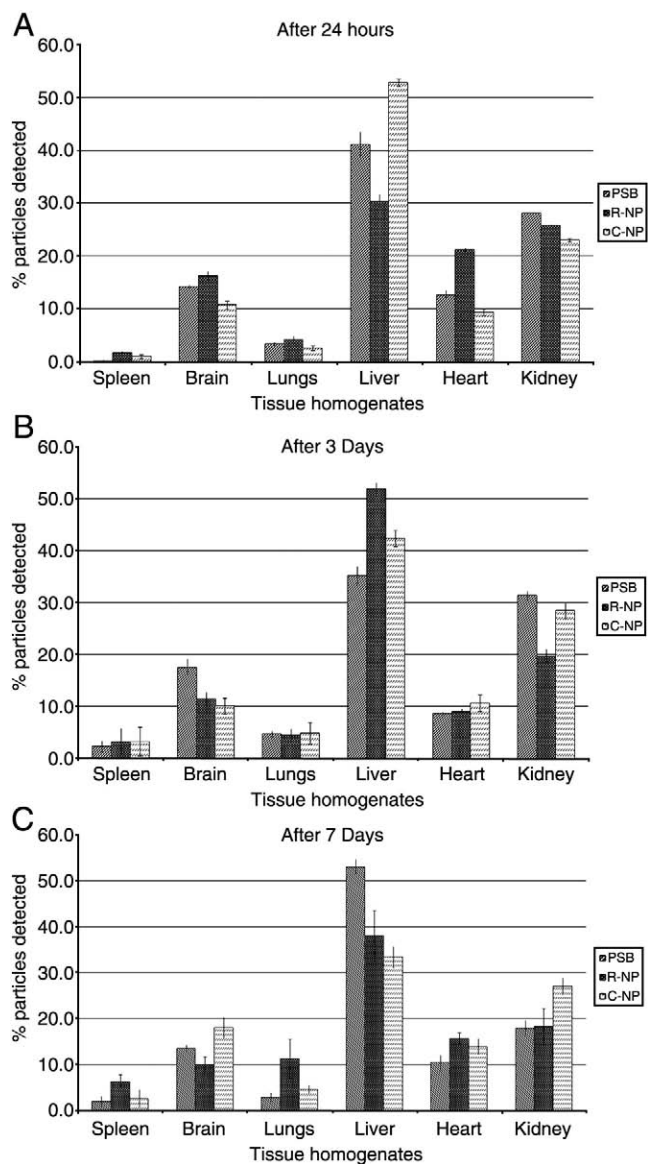 A
After 24 hours
60.0
50.0
40.0
30.0
20.0
10.0
0.0
% particles detected
PSB
R-NP
C-NP
Spleen Brain Lungs Liver Heart Kidney
Tissue homogenates
B
After 3 Days
60.0
50.0
40.0
30.0
20.0
10.0
0.0
% particles detected
PSB
R-NP
C-NP
Spleen Brain Lungs Liver Heart Kidney
Tissue homogenates
C
After 7 Days
60.0
50.0
40.0
30.0
20.0
10.0
0.0
% particles detected
PSB
R-NP
C-NP
Spleen Brain Lungs Liver Heart Kidney
Tissue homogenates